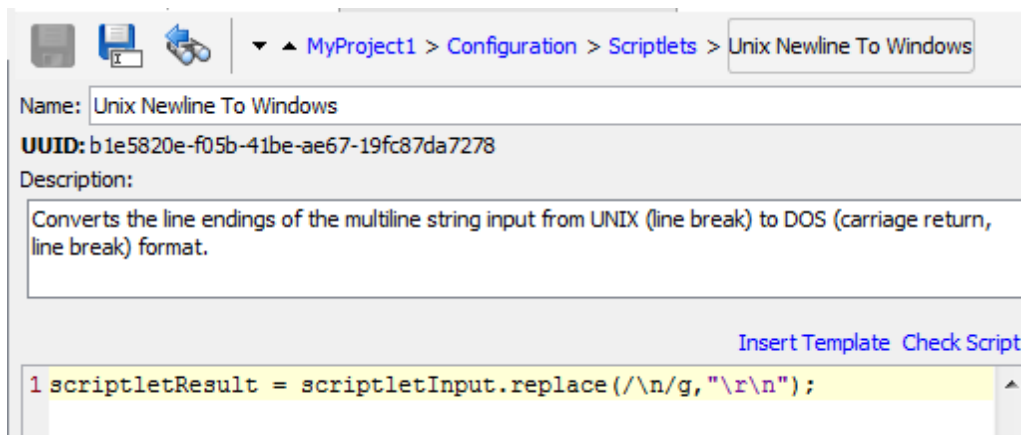 MyProject1 > Configuration > Scriptlets > Unix Newline To Windows
Name: Unix Newline To Windows
UUID: b1e5820e-f05b-41be-ae67-19fc87da7278
Description:
Converts the line endings of the multiline string input from UNIX (line break) to DOS (carriage return,
line break) format.
Insert Template Check Script
1 scriptletResult = scriptletInput.replace(/\n/g,"\r\n");